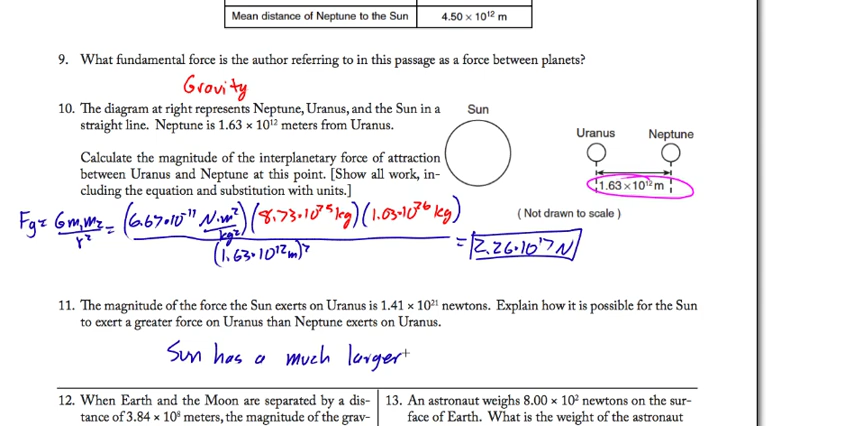 Mean distance of Neptune to the Sun 4.50 × 10¹² m
9. What fundamental force is the author referring to in this passage as a force between planets?
Gravity
10. The diagram at right represents Neptune, Uranus, and the Sun in a
straight line. Neptune is 1.63 × 10¹² meters from Uranus.
Calculate the magnitude of the interplanetary force of attraction
between Uranus and Neptune at this point. [Show all work, in-
cluding the equation and substitution with units.]
Sun
Uranus Neptune
1.63 × 10¹² m
( Not drawn to scale )
Fg = Gm₁m₂/r² = (6.67•10⁻¹¹ N•m²/kg²)(8.73•10²⁵ kg)(1.03•10²⁶ kg)/(1.63•10¹² m)² = 2.26•10¹⁷ N
11. The magnitude of the force the Sun exerts on Uranus is 1.41 × 10²¹ newtons. Explain how it is possible for the Sun
to exert a greater force on Uranus than Neptune exerts on Uranus.
Sun has a much larger
12. When Earth and the Moon are separated by a dis-
tance of 3.84 × 10⁸ meters, the magnitude of the grav-
13. An astronaut weighs 8.00 × 10² newtons on the sur-
face of Earth. What is the weight of the astronaut